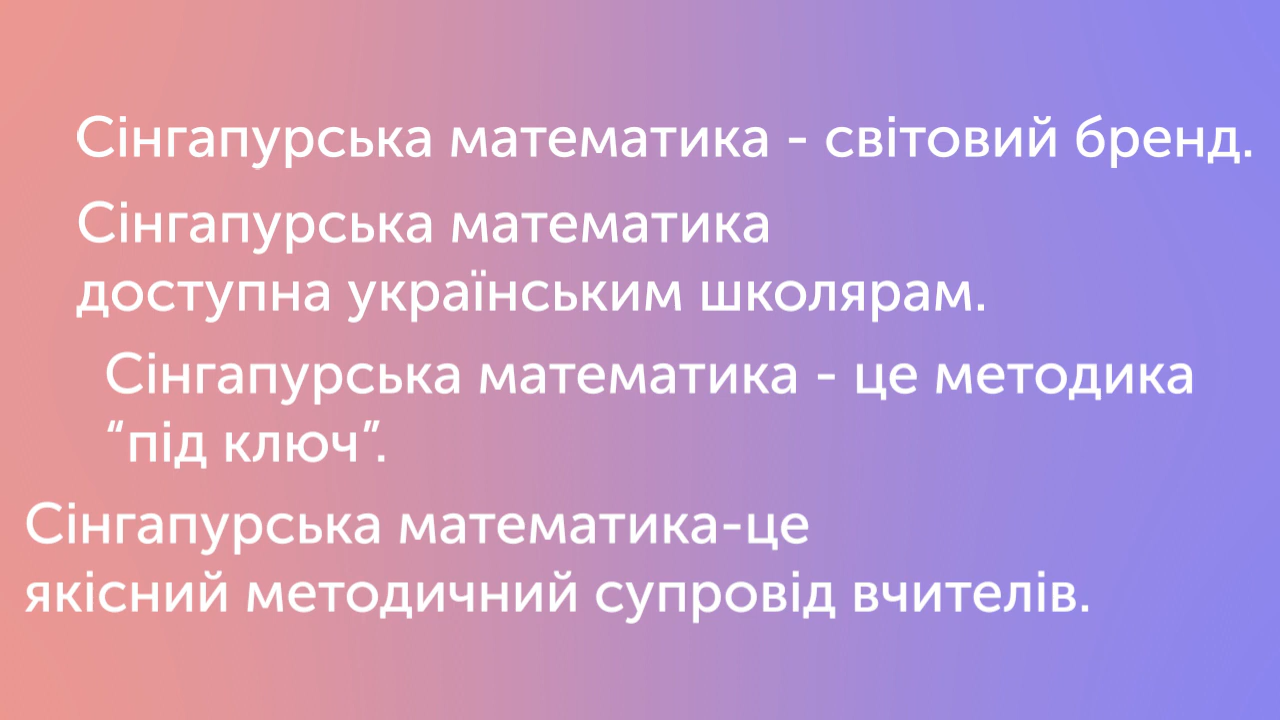 Сінгапурська математика - світовий бренд.
Сінгапурська математика
доступна українським школярам.
Сінгапурська математика - це методика
“під ключ”.
Сінгапурська математика-це
якісний методичний супровід вчителів.